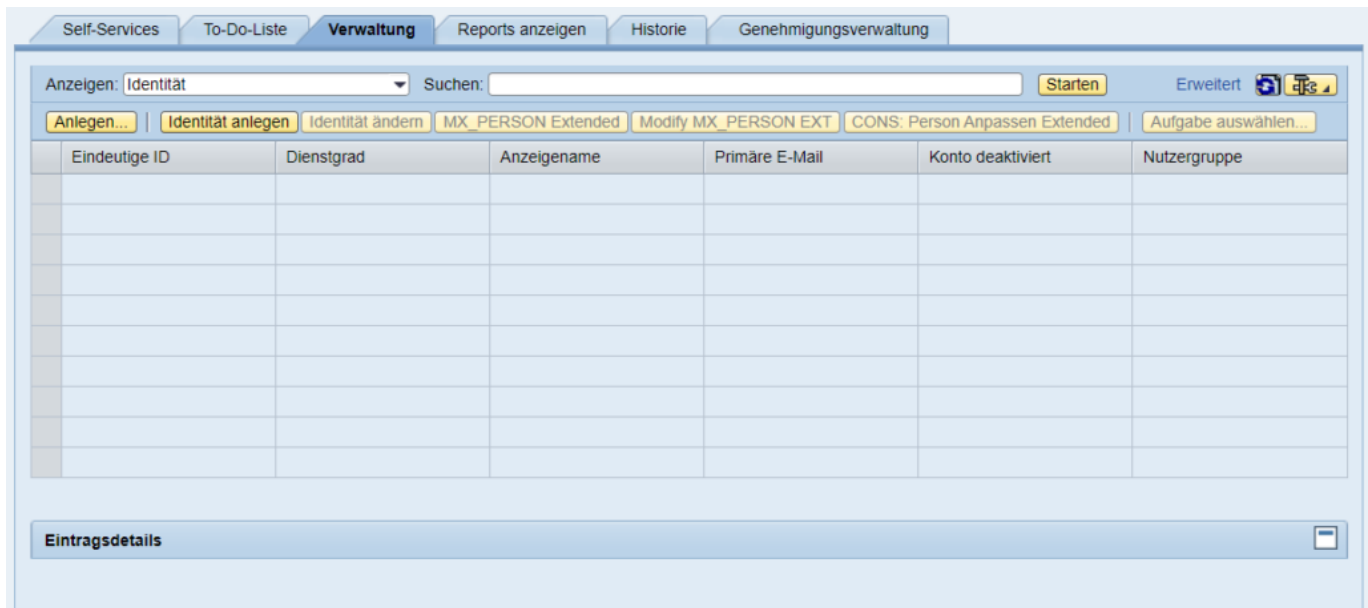 Self-Services To-Do-Liste Verwaltung Reports anzeigen Historie Genehmigungsverwaltung
Anzeigen: Identität Suchen: Starten Erweitert
Anlegen... Identität anlegen Identität ändern MX_PERSON Extended Modify MX_PERSON EXT CONS: Person Anpassen Extended Aufgabe auswählen...
Eindeutige ID Dienstgrad Anzeigename Primäre E-Mail Konto deaktiviert Nutzergruppe
Eintragsdetails